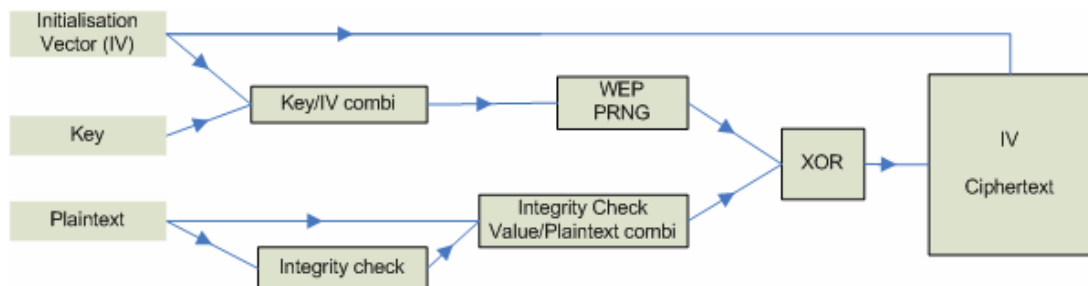 Initialisation
Vector (IV)
Key/IV combi
WEP
PRNG
Key
XOR
IV
Ciphertext
Plaintext
Integrity Check
Value/Plaintext combi
Integrity check